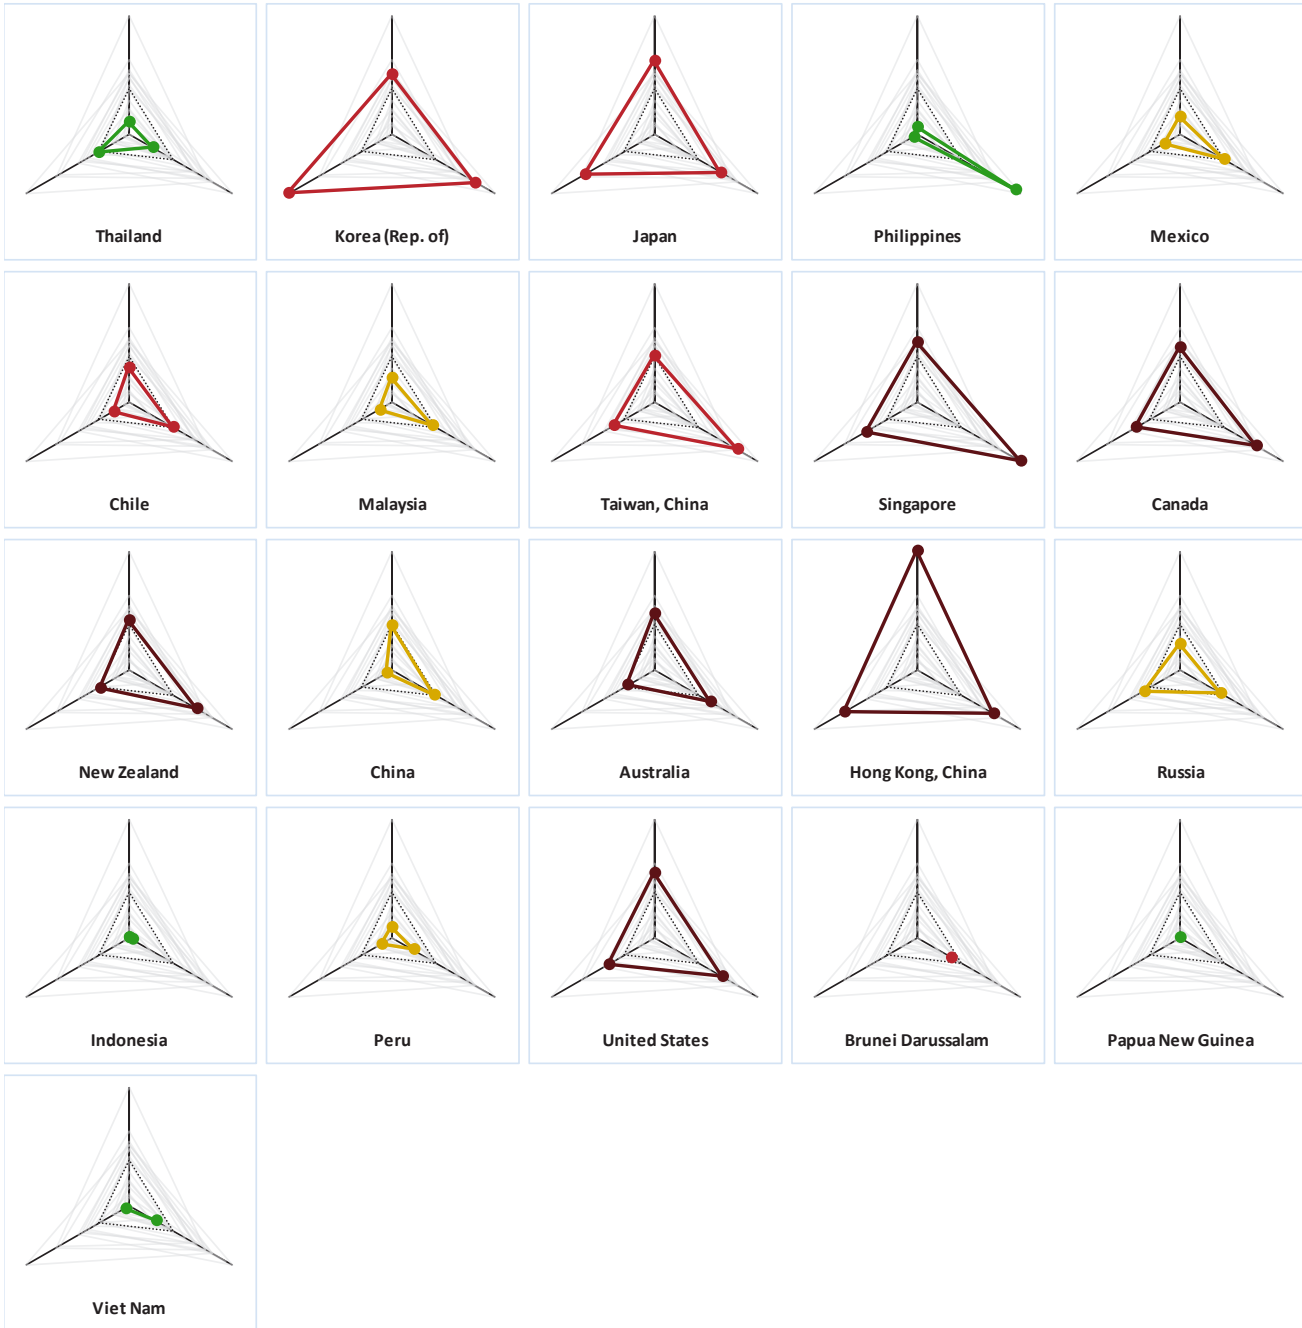 Thailand
Korea (Rep. of)
Japan
Philippines
Mexico
Chile
Malaysia
Taiwan, China
Singapore
Canada
New Zealand
China
Australia
Hong Kong, China
Russia
Indonesia
Peru
United States
Brunei Darussalam
Papua New Guinea
Viet Nam